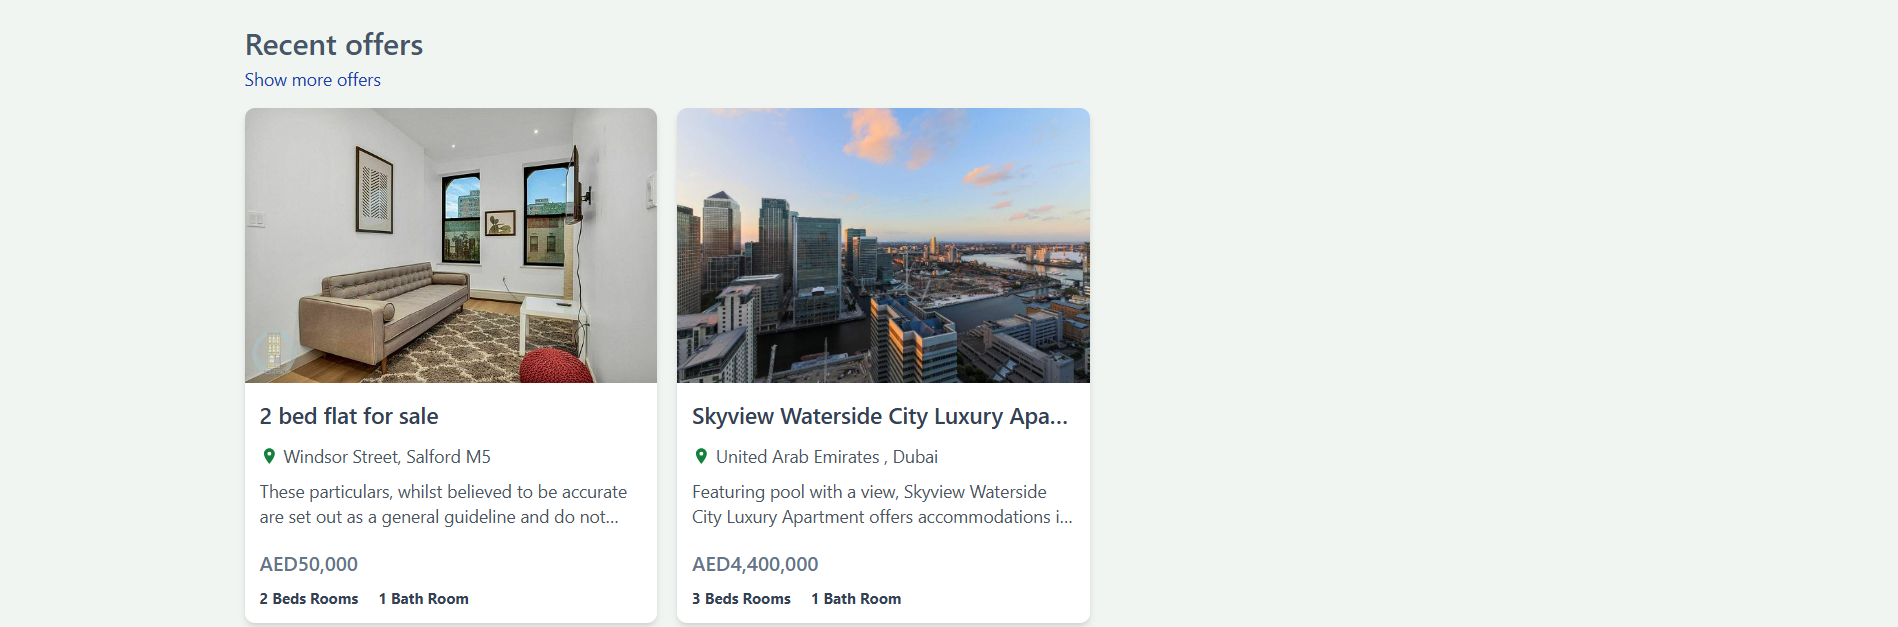 Recent offers
Show more offers
2 bed flat for sale
Windsor Street, Salford M5
These particulars, whilst believed to be accurate
are set out as a general guideline and do not...
AED50,000
2 Beds Rooms 1 Bath Room
Skyview Waterside City Luxury Apa...
United Arab Emirates , Dubai
Featuring pool with a view, Skyview Waterside
City Luxury Apartment offers accommodations i...
AED4,400,000
3 Beds Rooms 1 Bath Room